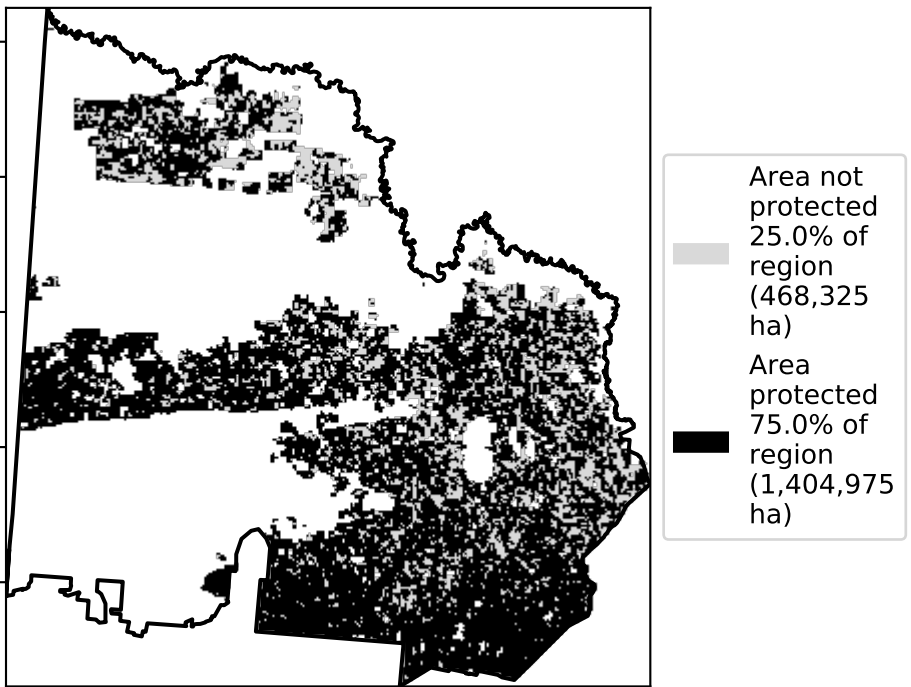 Area not
protected
25.0% of
region
(468,325
ha)
Area
protected
75.0% of
region
(1,404,975
ha)